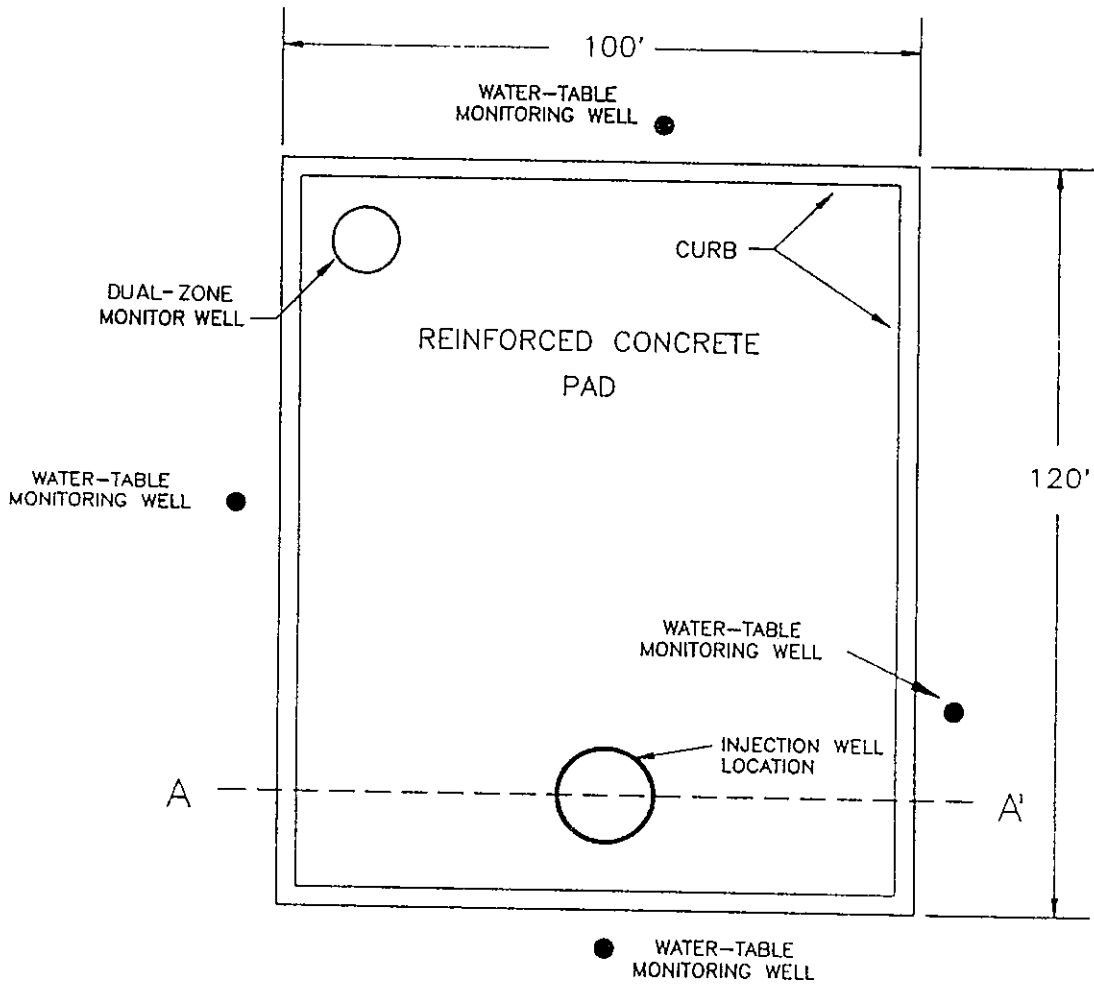 100'
WATER-TABLE
MONITORING WELL
CURB
DUAL-ZONE
MONITOR WELL
REINFORCED CONCRETE
PAD
WATER-TABLE
MONITORING WELL
120'
WATER-TABLE
MONITORING WELL
INJECTION WELL
LOCATION
A
A'
WATER-TABLE
MONITORING WELL